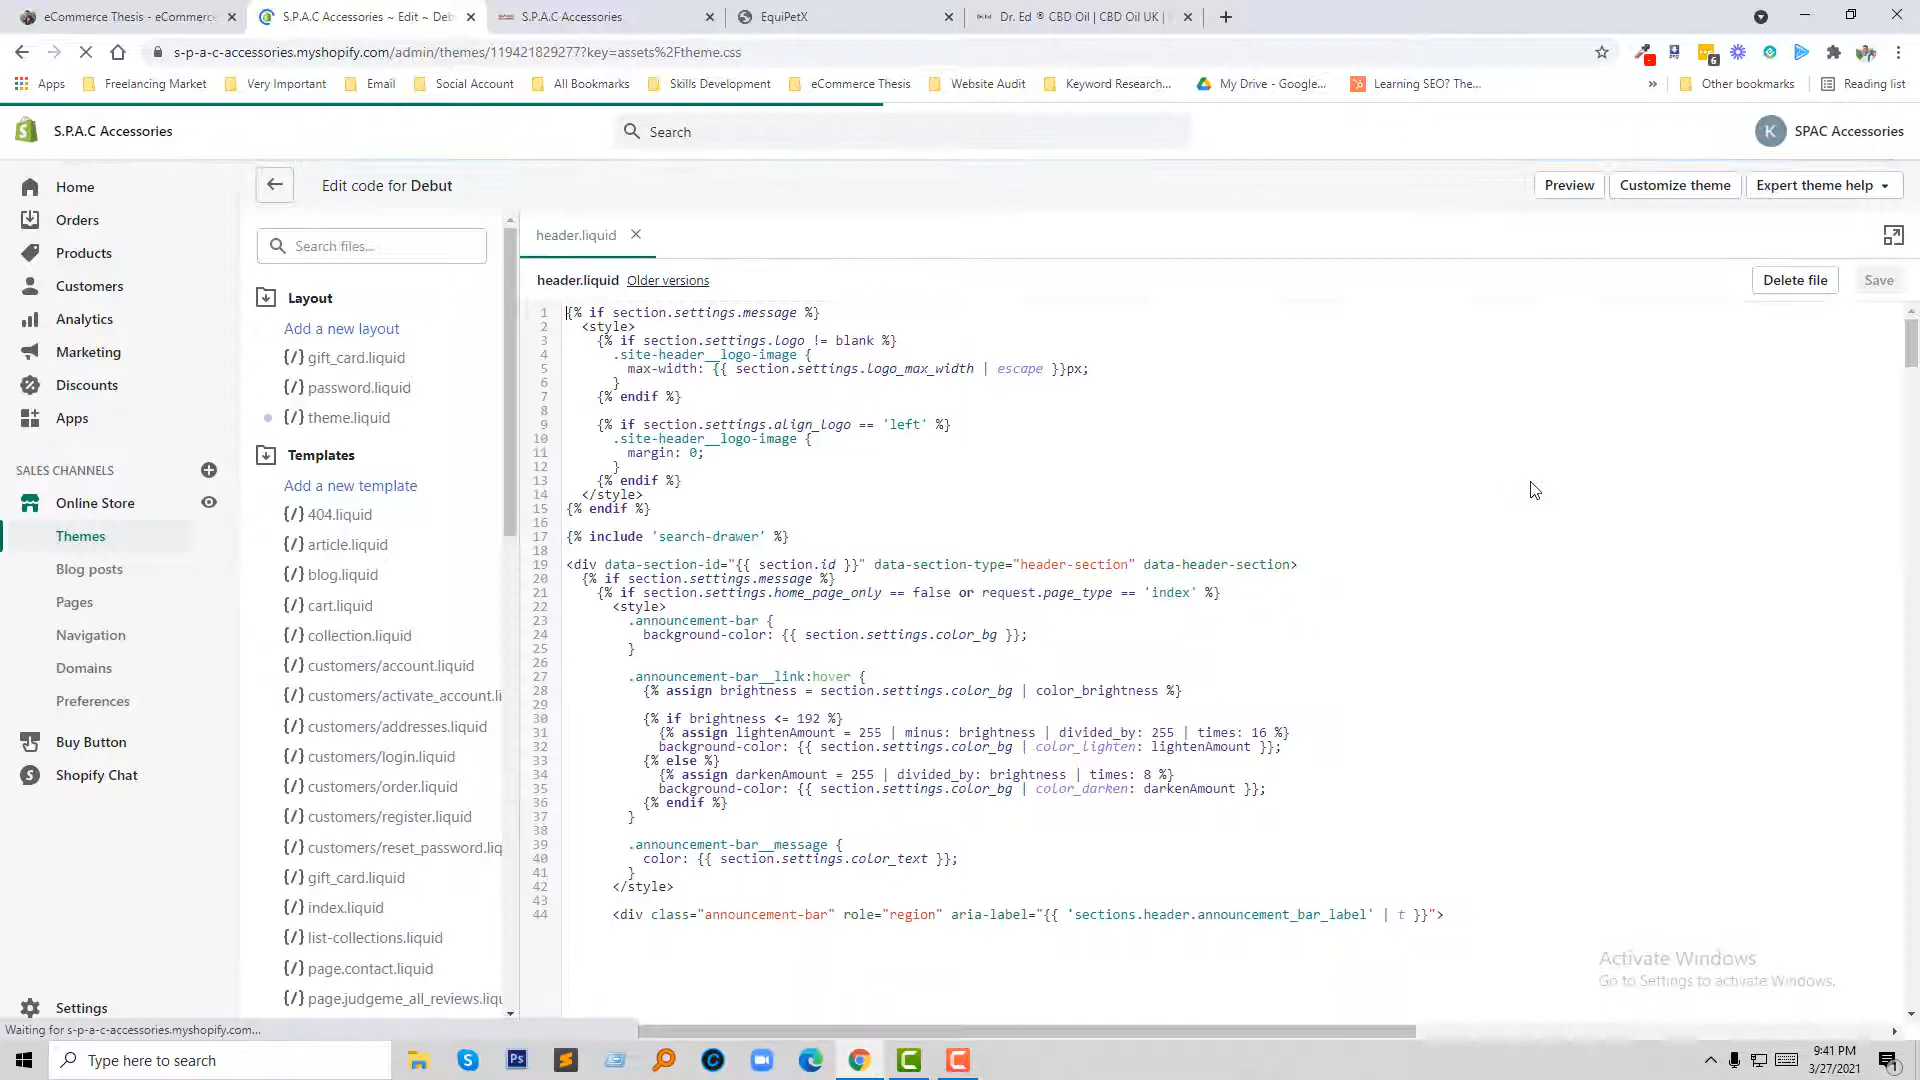 eCommerce Thesis - eCommerce
S.P.A.C Accessories ~ Edit ~ Deb
S.P.A.C Accessories
EquiPetX
Dr. Ed ® CBD Oil | CBD Oil UK |
s-p-a-c-accessories.myshopify.com/admin/themes/119421829277?key=assets%2Ftheme.css
Apps
Freelancing Market
Very Important
Email
Social Account
All Bookmarks
Skills Development
eCommerce Thesis
Website Audit
Keyword Research...
My Drive - Google...
Learning SEO? The...
Other bookmarks
Reading list
S.P.A.C Accessories
Search
K
SPAC Accessories
Home
Orders
Products
Customers
Analytics
Marketing
Discounts
Apps
SALES CHANNELS
Online Store
Themes
Blog posts
Pages
Navigation
Domains
Preferences
Buy Button
Shopify Chat
Settings
Edit code for Debut
Preview
Customize theme
Expert theme help
Search files...
Layout
Add a new layout
{/} gift_card.liquid
{/} password.liquid
{/} theme.liquid
Templates
Add a new template
{/} 404.liquid
{/} article.liquid
{/} blog.liquid
{/} cart.liquid
{/} collection.liquid
{/} customers/account.liquid
{/} customers/activate_account.li
{/} customers/addresses.liquid
{/} customers/login.liquid
{/} customers/order.liquid
{/} customers/register.liquid
{/} customers/reset_password.liq
{/} gift_card.liquid
{/} index.liquid
{/} list-collections.liquid
{/} page.contact.liquid
{/} page.judgeme_all_reviews.liqu
header.liquid
header.liquid Older versions
Delete file
Save
1 {% if section.settings.message %}
2 <style>
3 {% if section.settings.logo != blank %}
4 .site-header__logo-image {
5 max-width: {{ section.settings.logo_max_width | escape }}px;
6 }
7 {% endif %}
8
9 {% if section.settings.align_logo == 'left' %}
10 .site-header__logo-image {
11 margin: 0;
12 }
13 {% endif %}
14 </style>
15 {% endif %}
16
17 {% include 'search-drawer' %}
18
19 <div data-section-id="{{ section.id }}" data-section-type="header-section" data-header-section>
20 {% if section.settings.message %}
21 {% if section.settings.home_page_only == false or request.page_type == 'index' %}
22 <style>
23 .announcement-bar {
24 background-color: {{ section.settings.color_bg }};
25 }
26
27 .announcement-bar__link:hover {
28 {% assign brightness = section.settings.color_bg | color_brightness %}
29
30 {% if brightness <= 192 %}
31 {% assign lightenAmount = 255 | minus: brightness | divided_by: 255 | times: 16 %}
32 background-color: {{ section.settings.color_bg | color_lighten: lightenAmount }};
33 {% else %}
34 {% assign darkenAmount = 255 | divided_by: brightness | times: 8 %}
35 background-color: {{ section.settings.color_bg | color_darken: darkenAmount }};
36 {% endif %}
37 }
38
39 .announcement-bar__message {
40 color: {{ section.settings.color_text }};
41 }
42 </style>
43
44 <div class="announcement-bar" role="region" aria-label="{{ 'sections.header.announcement_bar_label' | t }}">
Activate Windows
Go to Settings to activate Windows.
Waiting for s-p-a-c-accessories.myshopify.com...
Type here to search
9:41 PM
3/27/2021